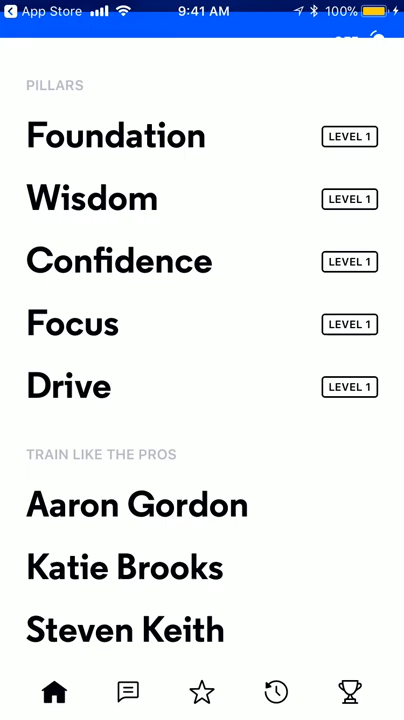 App Store 9:41 AM 100%
PILLARS
Foundation LEVEL 1
Wisdom LEVEL 1
Confidence LEVEL 1
Focus LEVEL 1
Drive LEVEL 1
TRAIN LIKE THE PROS
Aaron Gordon
Katie Brooks
Steven Keith